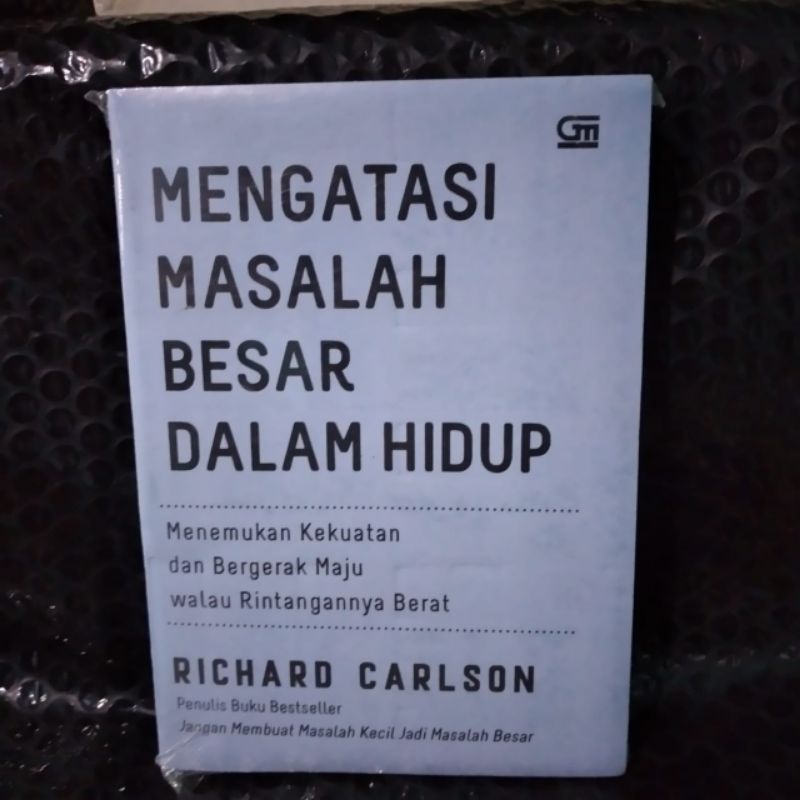 GM
MENGATASI
MASALAH
BESAR
DALAM HIDUP
Menemukan Kekuatan
dan Bergerak Maju
walau Rintangannya Berat
RICHARD CARLSON
Penulis Buku Bestseller
Jangan Membuat Masalah Kecil Jadi Masalah Besar